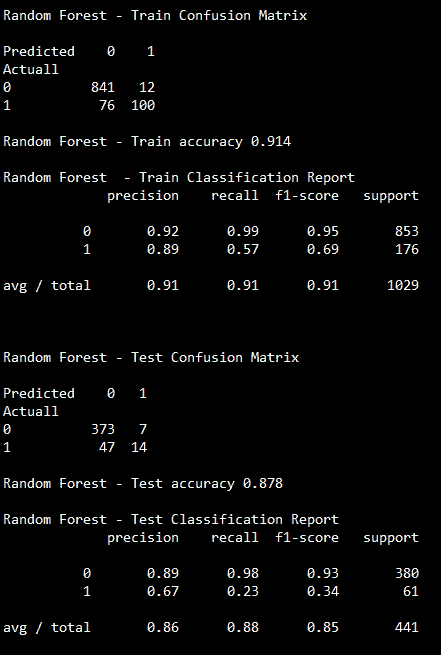 Random Forest - Train Confusion Matrix
Predicted 0 1
Actuall
0 841 12
1 76 100
Random Forest - Train accuracy 0.914
Random Forest - Train Classification Report
precision recall f1-score support
0 0.92 0.99 0.95 853
1 0.89 0.57 0.69 176
avg / total 0.91 0.91 0.91 1029
Random Forest - Test Confusion Matrix
Predicted 0 1
Actuall
0 373 7
1 47 14
Random Forest - Test accuracy 0.878
Random Forest - Test Classification Report
precision recall f1-score support
0 0.89 0.98 0.93 380
1 0.67 0.23 0.34 61
avg / total 0.86 0.88 0.85 441